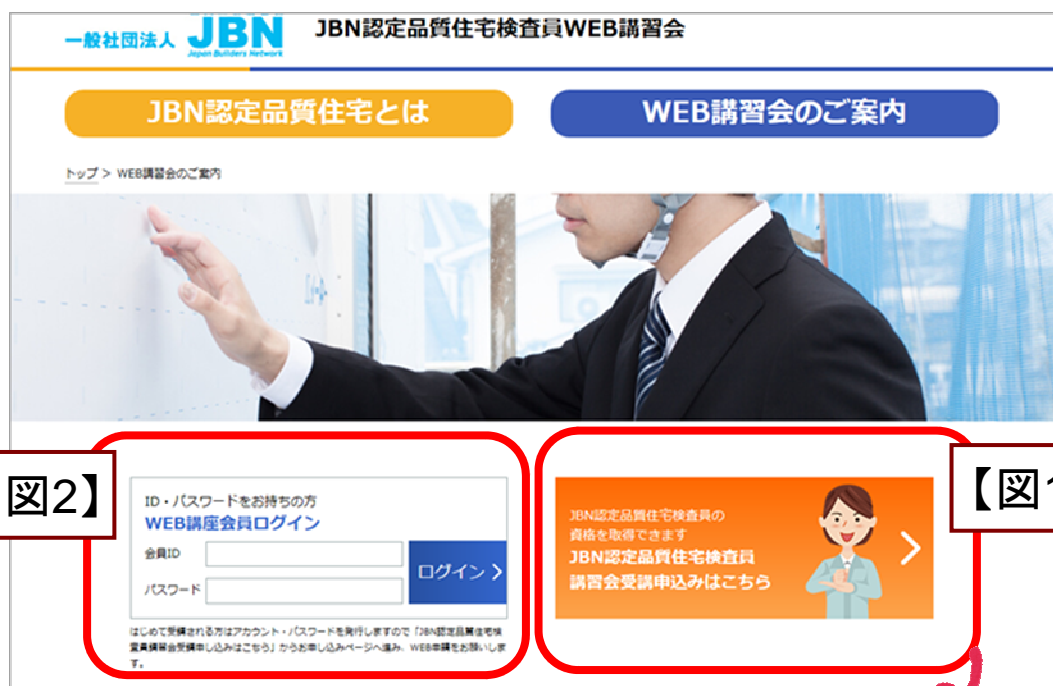 一般社団法人 JBN
Japan Builders Network
JBN認定品質住宅検査員WEB講習会
JBN認定品質住宅とは
WEB講習会のご案内
トップ > WEB講習会のご案内
図2】
ID・パスワードをお持ちの方
WEB講座会員ログイン
会員ID
パスワード
ログイン
はじめて受講される方はアカウント・パスワードを発行しますので「JBN認定品質住宅検
査員講習会受講申し込みはこちら」からお申し込みページへ進み、WEB申請をお願いしま
す。
【図1
JBN認定品質住宅検査員の
資格を取得できます
JBN認定品質住宅検査員
講習会受講申込みはこちら